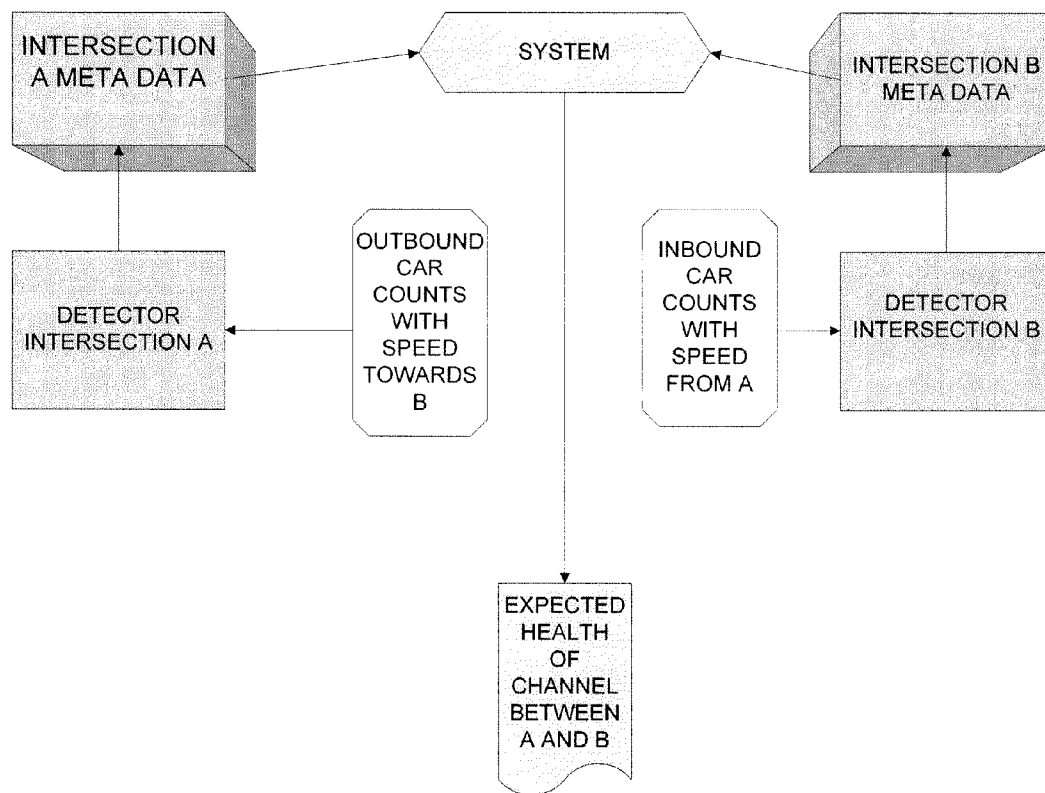 INTERSECTION
A META DATA
SYSTEM
INTERSECTION B
META DATA
OUTBOUND
CAR
COUNTS
WITH
SPEED
TOWARDS
B
INBOUND
CAR
COUNTS
WITH
SPEED
FROM A
DETECTOR
INTERSECTION A
DETECTOR
INTERSECTION B
EXPECTED
HEALTH
OF
CHANNEL
BETWEEN
A AND B